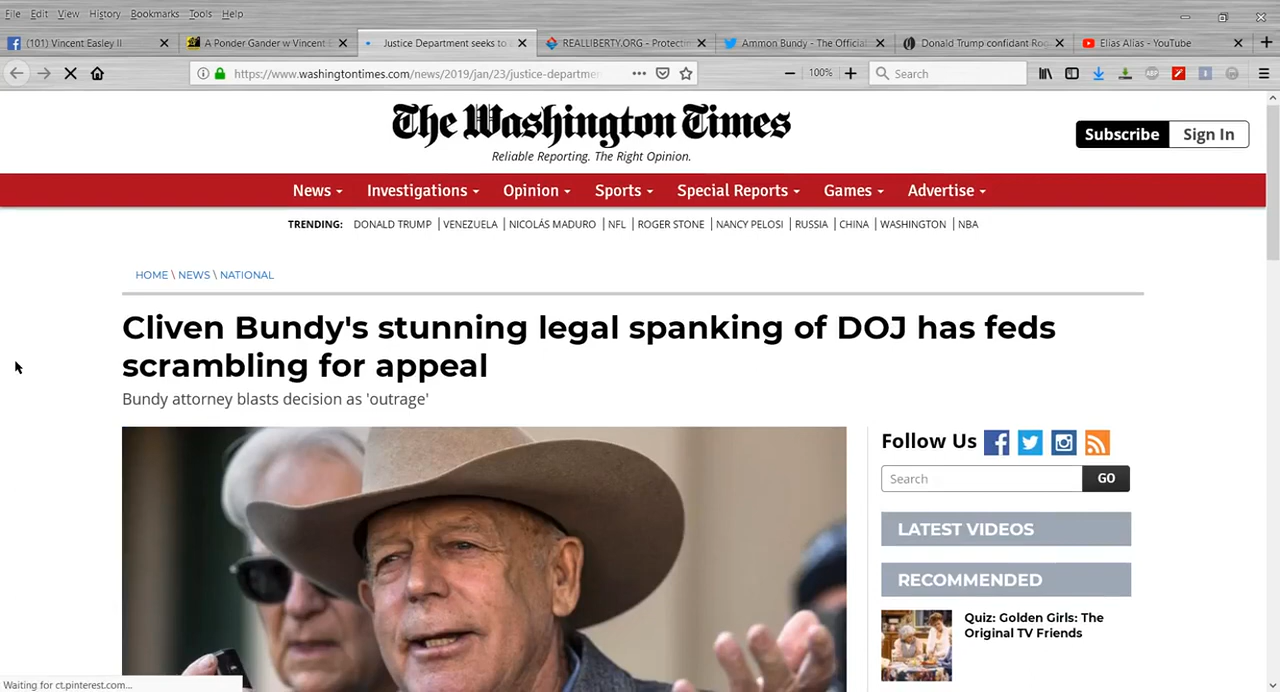 File Edit View History Bookmarks Tools Help
(101) Vincent Easley II
A Ponder Gander w Vincent E
Justice Department seeks to
REALLIBERTY.ORG - Protectin
Ammon Bundy - The Official
Donald Trump confidant Rog
Elias Alias - YouTube
https://www.washingtontimes.com/news/2019/jan/23/justice-departme
100%
Search
The Washington Times
Reliable Reporting. The Right Opinion.
Subscribe Sign In
News Investigations Opinion Sports Special Reports Games Advertise
TRENDING: DONALD TRUMP | VENEZUELA | NICOLÁS MADURO | NFL | ROGER STONE | NANCY PELOSI | RUSSIA | CHINA | WASHINGTON | NBA
HOME \ NEWS \ NATIONAL
Cliven Bundy's stunning legal spanking of DOJ has feds
scrambling for appeal
Bundy attorney blasts decision as 'outrage'
Follow Us
Search GO
LATEST VIDEOS
RECOMMENDED
Quiz: Golden Girls: The
Original TV Friends
Waiting for ct.pinterest.com...